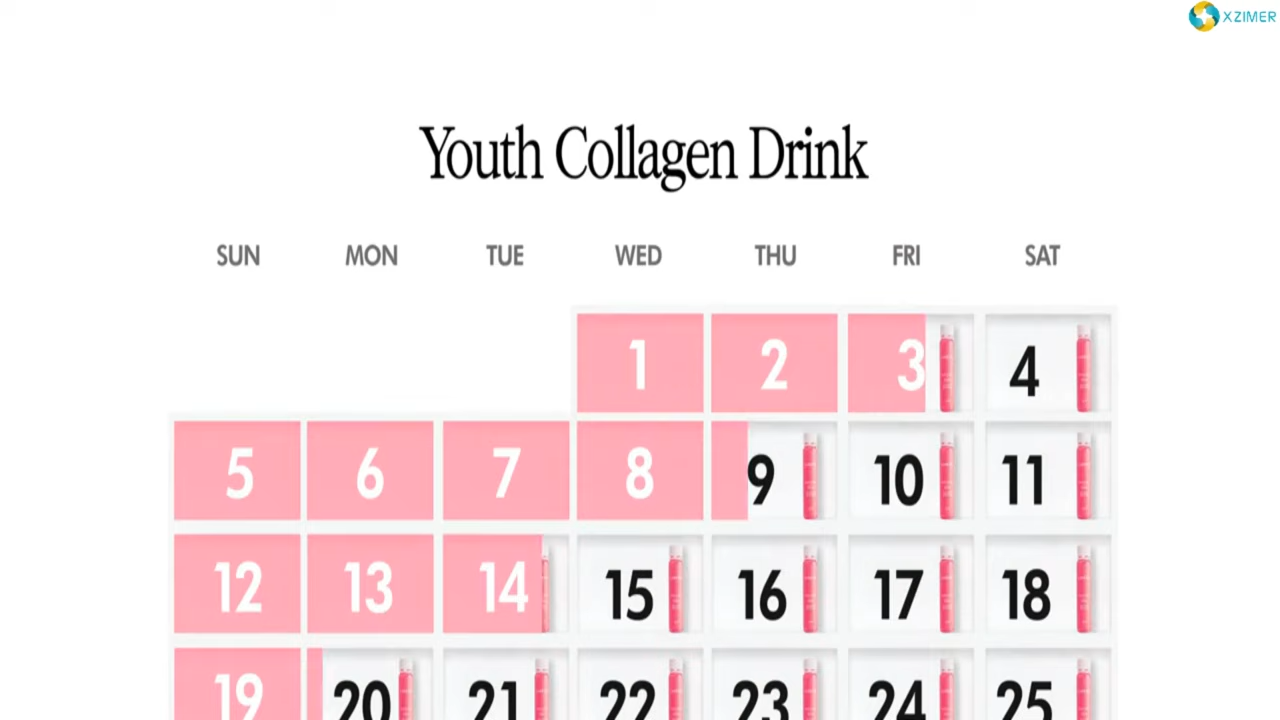 XZIMER
Youth Collagen Drink
SUN MON TUE WED THU FRI SAT
1 2 3 4
5 6 7 8 9 10 11
12 13 14 15 16 17 18
19 20 21 22 23 24 25